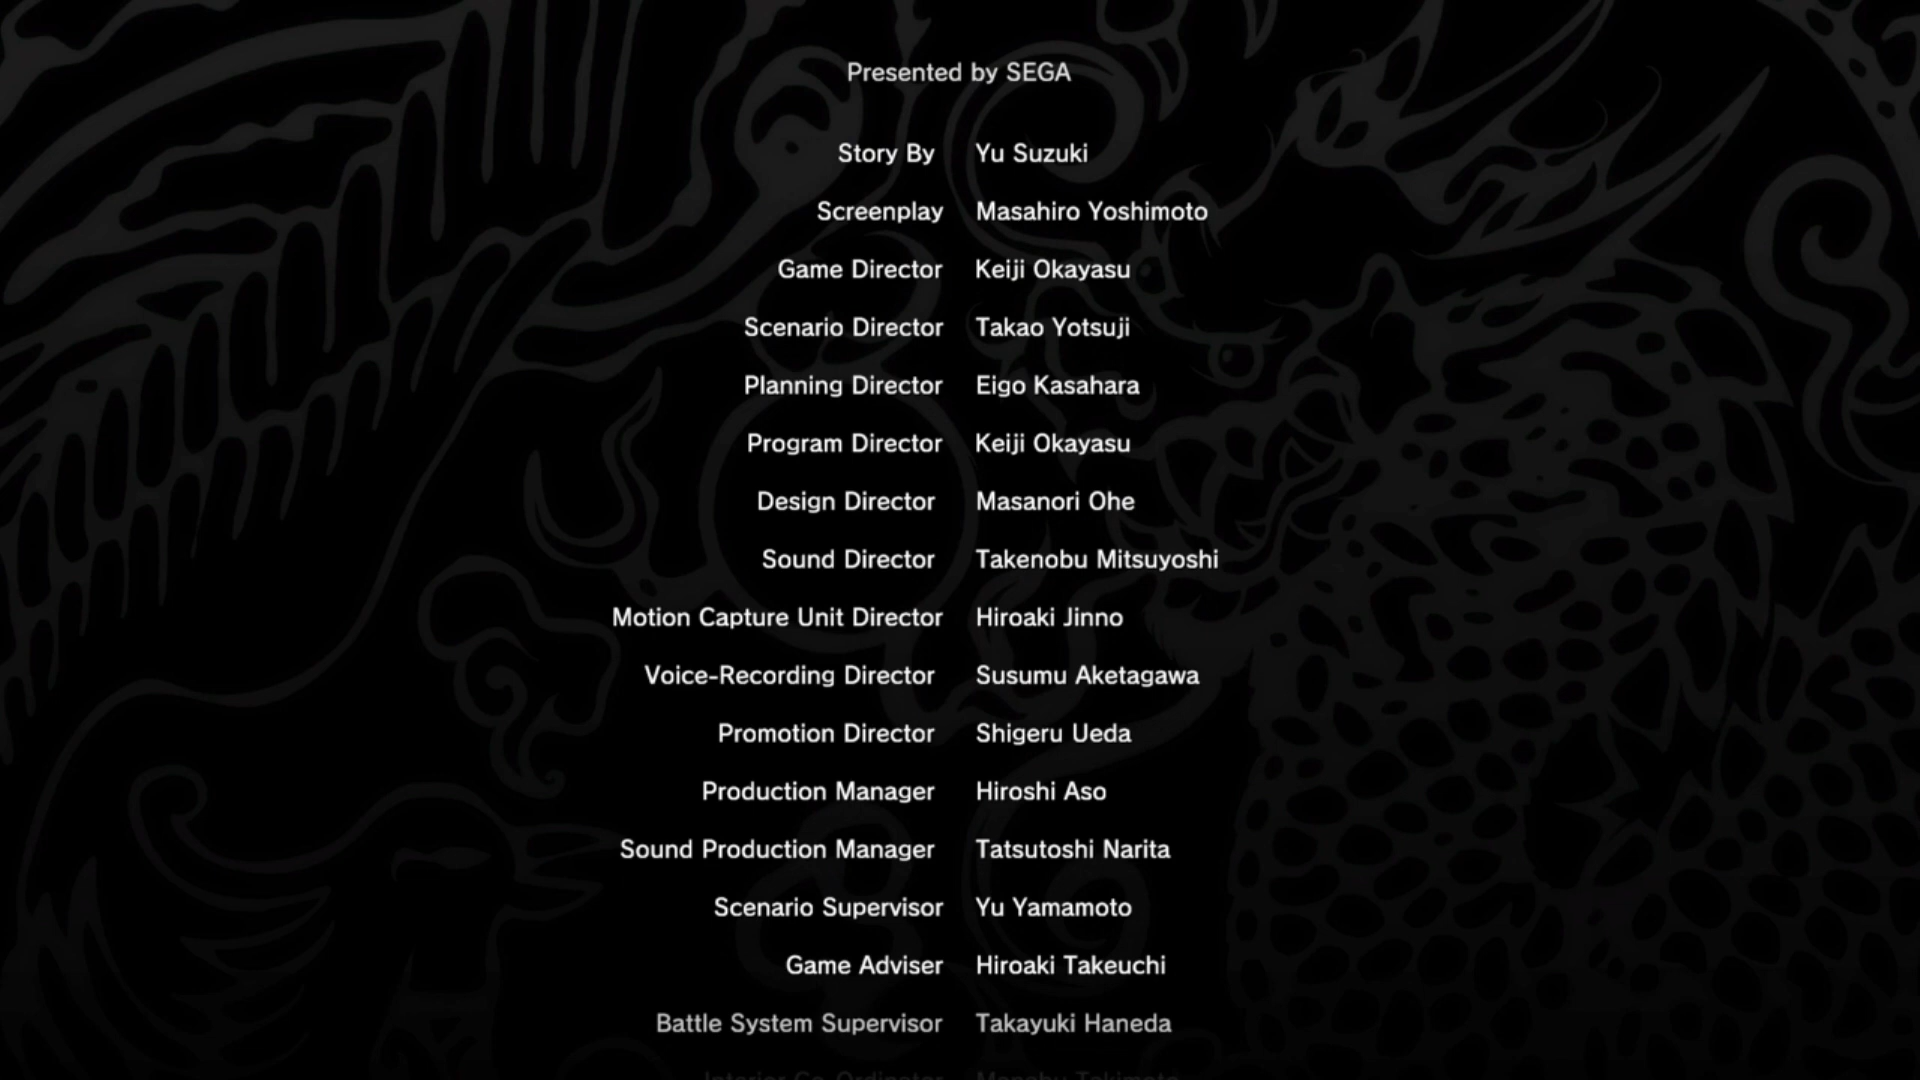 Presented by SEGA
Story By Yu Suzuki
Screenplay Masahiro Yoshimoto
Game Director Keiji Okayasu
Scenario Director Takao Yotsuji
Planning Director Eigo Kasahara
Program Director Keiji Okayasu
Design Director Masanori Ohe
Sound Director Takenobu Mitsuyoshi
Motion Capture Unit Director Hiroaki Jinno
Voice-Recording Director Susumu Aketagawa
Promotion Director Shigeru Ueda
Production Manager Hiroshi Aso
Sound Production Manager Tatsutoshi Narita
Scenario Supervisor Yu Yamamoto
Game Adviser Hiroaki Takeuchi
Battle System Supervisor Takayuki Haneda